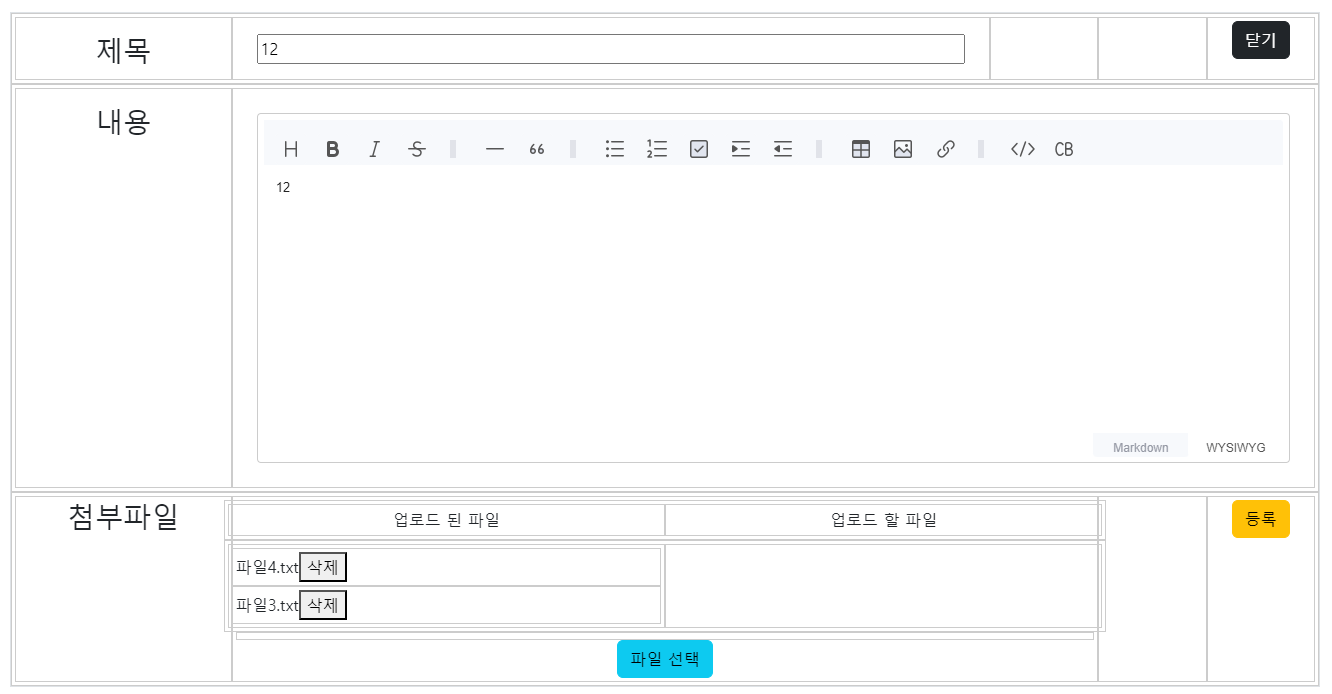 제목 12 닫기
내용
H B I S 66 </> CB
12
Markdown WYSIWYG
첨부파일 업로드 된 파일 업로드 할 파일 등록
파일4.txt 삭제
파일3.txt 삭제
파일 선택